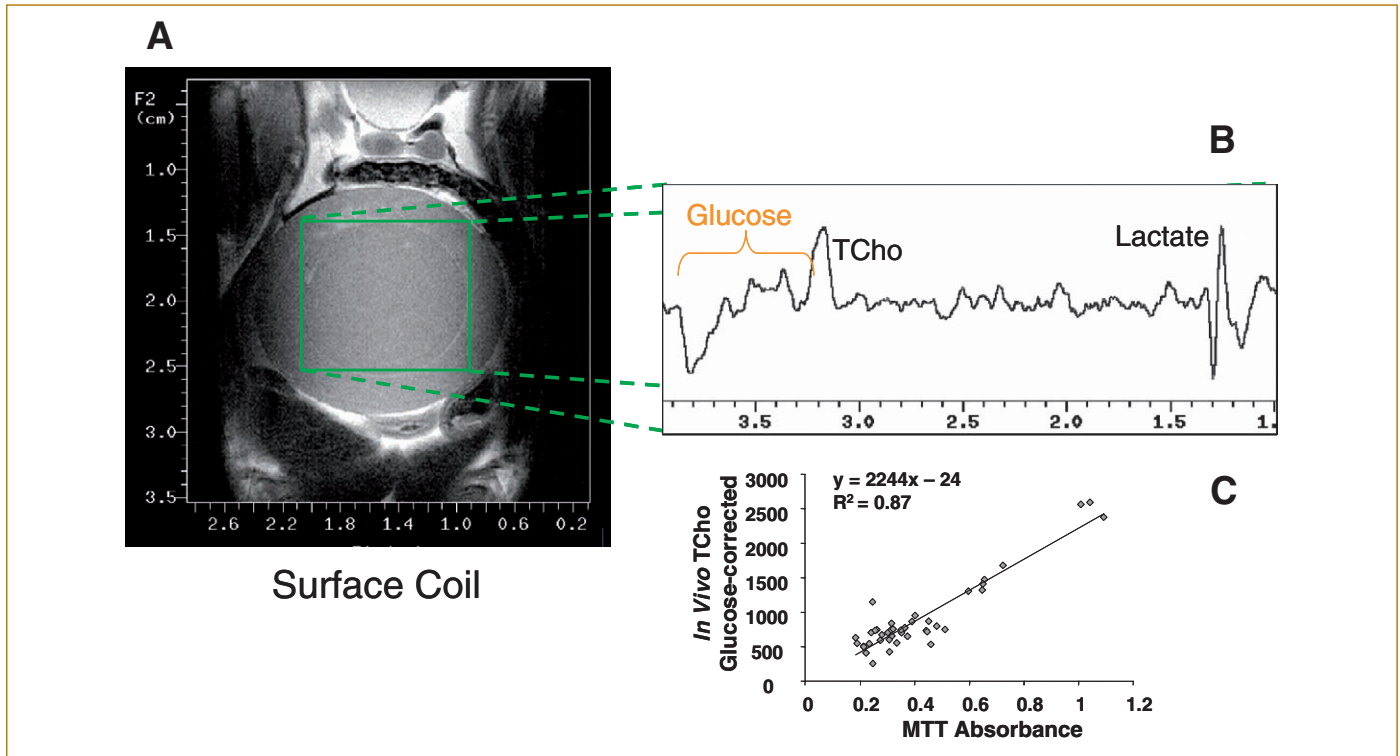 A
F2
(cm)
1.0
1.5
2.0
2.5
3.0
3.5
2.6 2.2 1.8 1.4 1.0 0.6 0.2
Surface Coil
B
Glucose
TCho
Lactate
3.5 3.0 2.5 2.0 1.5 1.
C
y = 2244x – 24
R² = 0.87
In Vivo TCho
Glucose-corrected
3000
2500
2000
1500
1000
500
0
0 0.2 0.4 0.6 0.8 1 1.2
MTT Absorbance